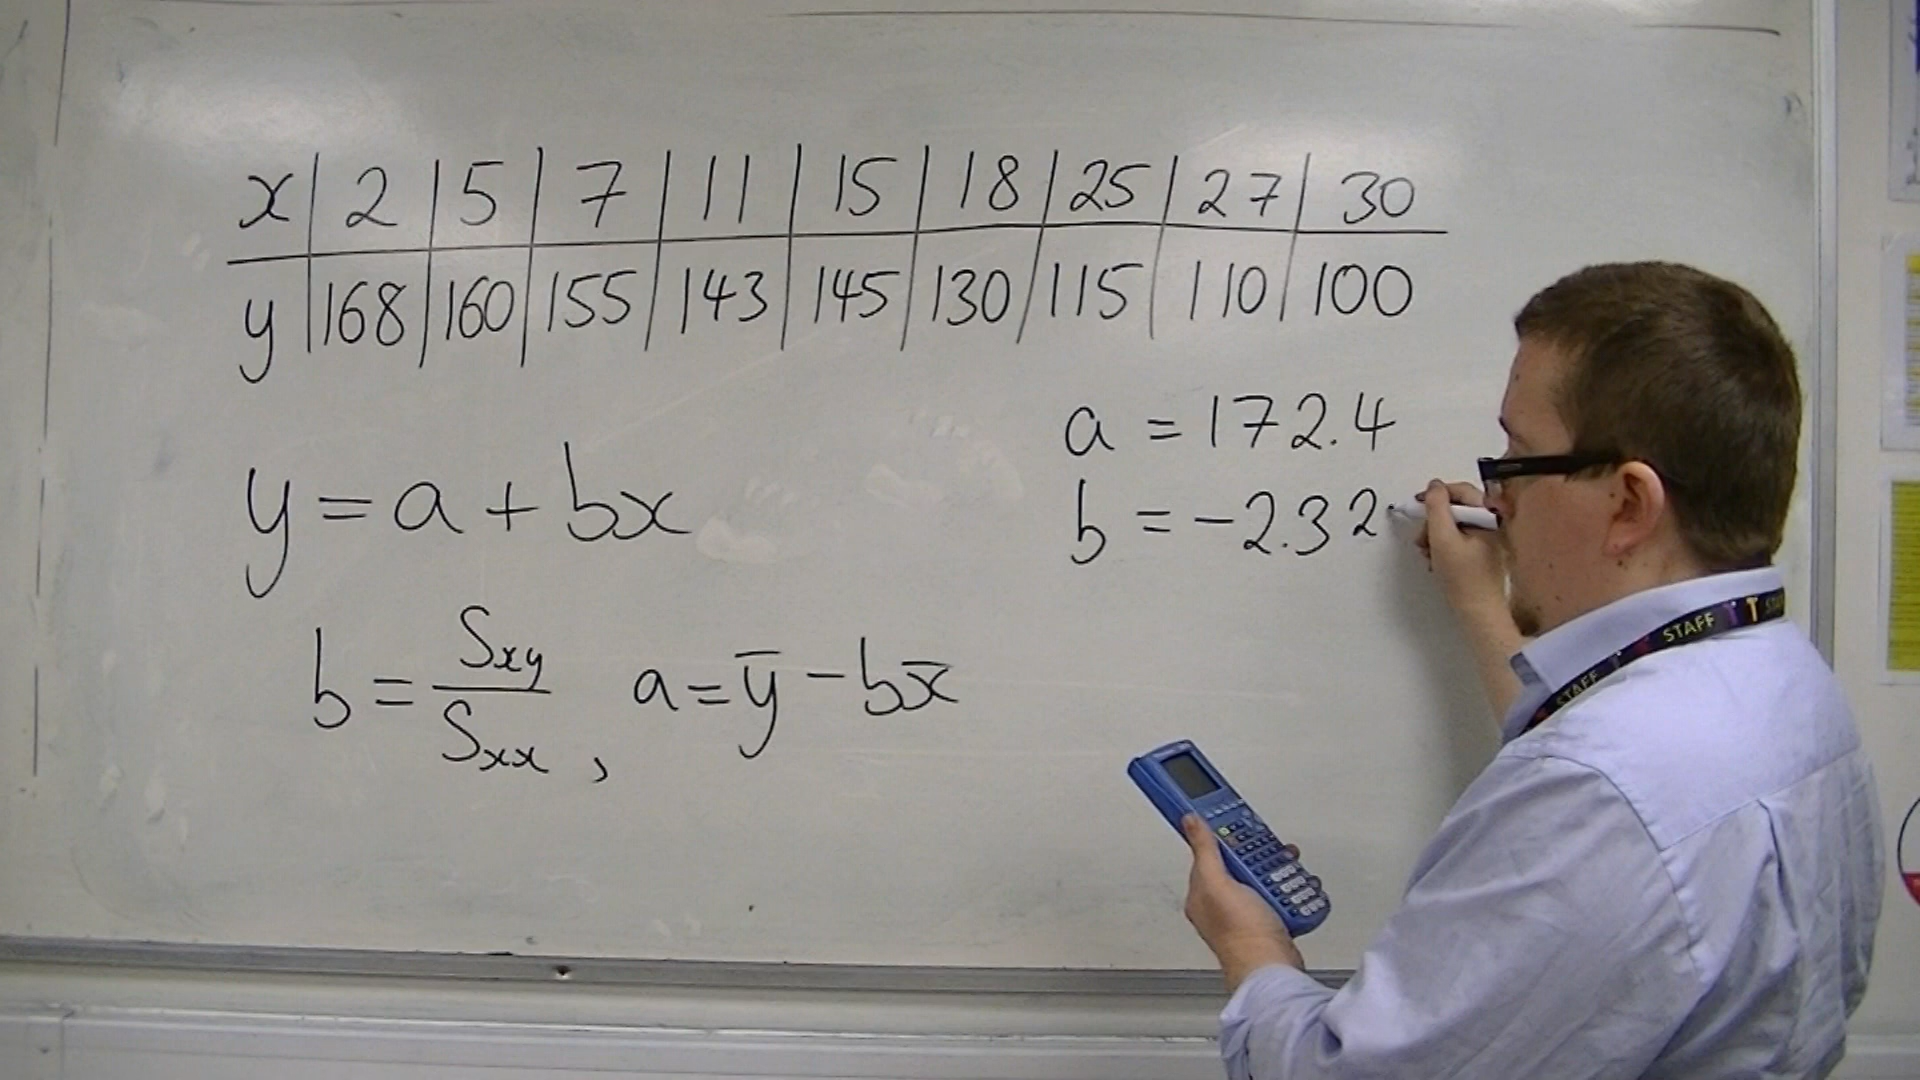 x | 2 | 5 | 7 | 11 | 15 | 18 | 25 | 27 | 30
y | 168 | 160 | 155 | 143 | 145 | 130 | 115 | 110 | 100
a = 172.4
y = a + bx
b = -2.32
b = Sxy / Sxx , a = y̅ - bx̅
STAFF
STAFF